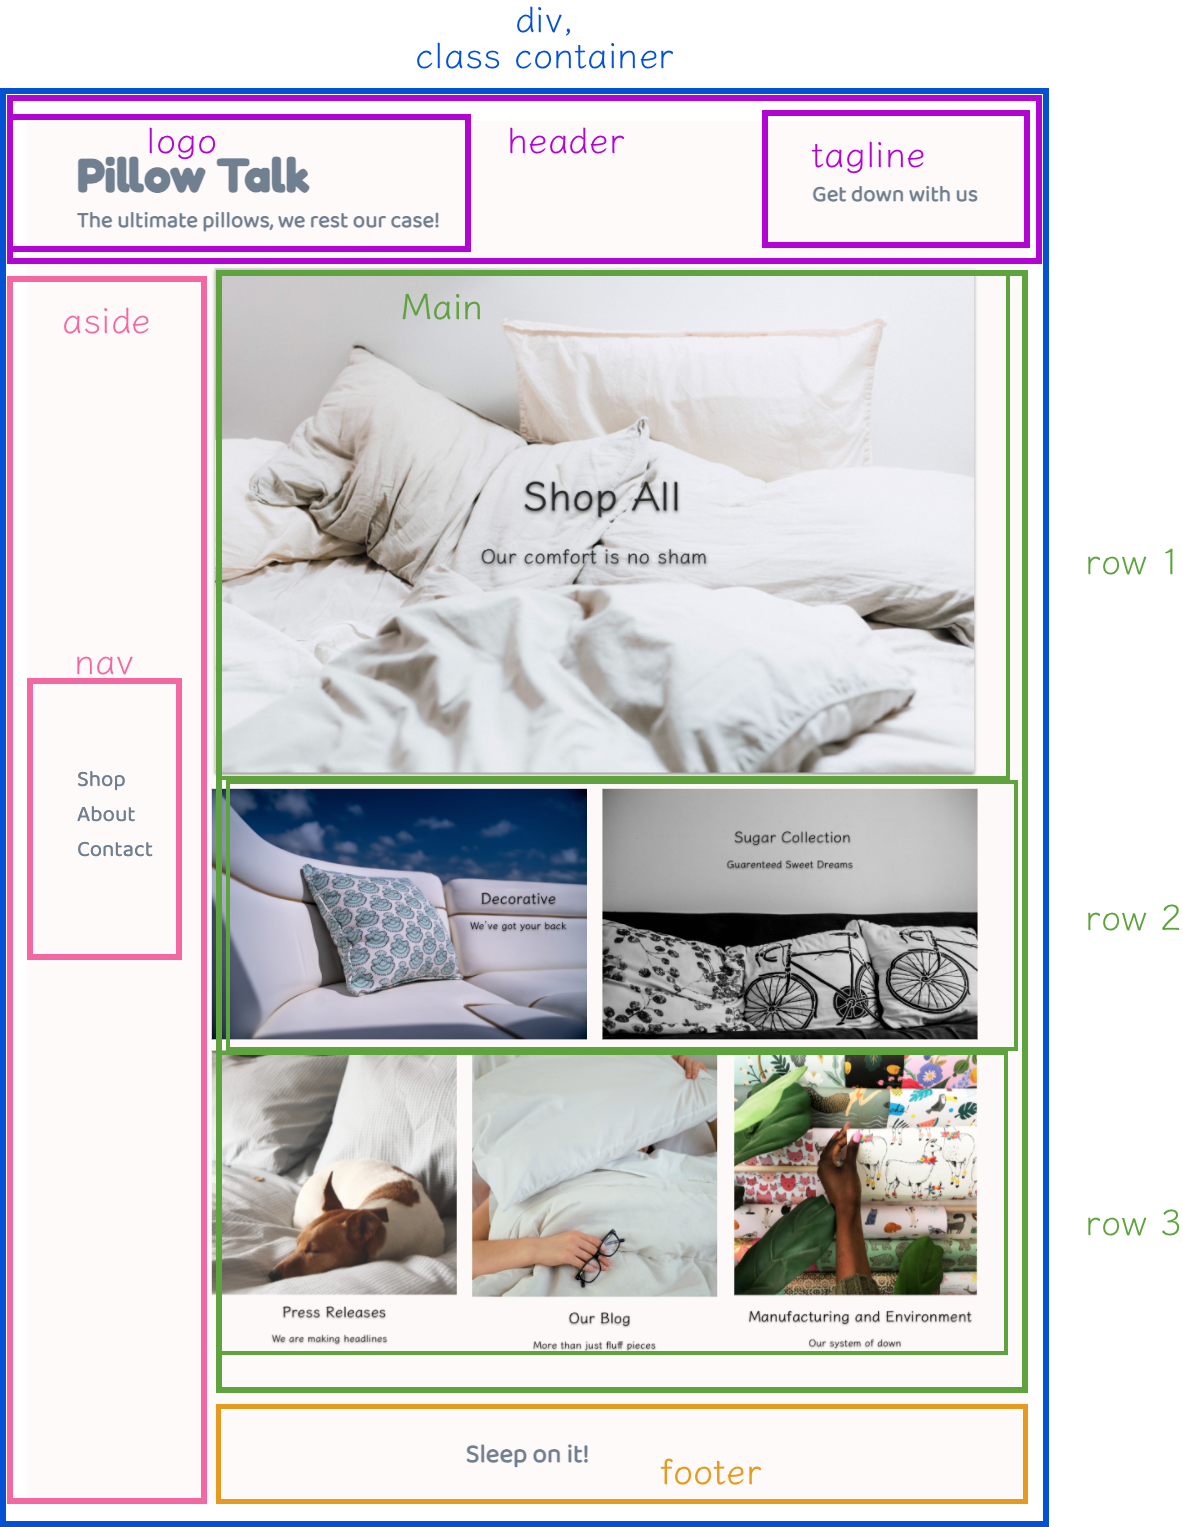 div,
class container
logo
header
tagline
Pillow Talk
Get down with us
The ultimate pillows, we rest our case!
aside
Main
Shop All
Our comfort is no sham
row 1
nav
Shop
About
Contact
Sugar Collection
Guarenteed Sweet Dreams
Decorative
We've got your back
row 2
row 3
Press Releases
We are making headlines
Our Blog
More than just fluff pieces
Manufacturing and Environment
Our system of down
Sleep on it!
footer